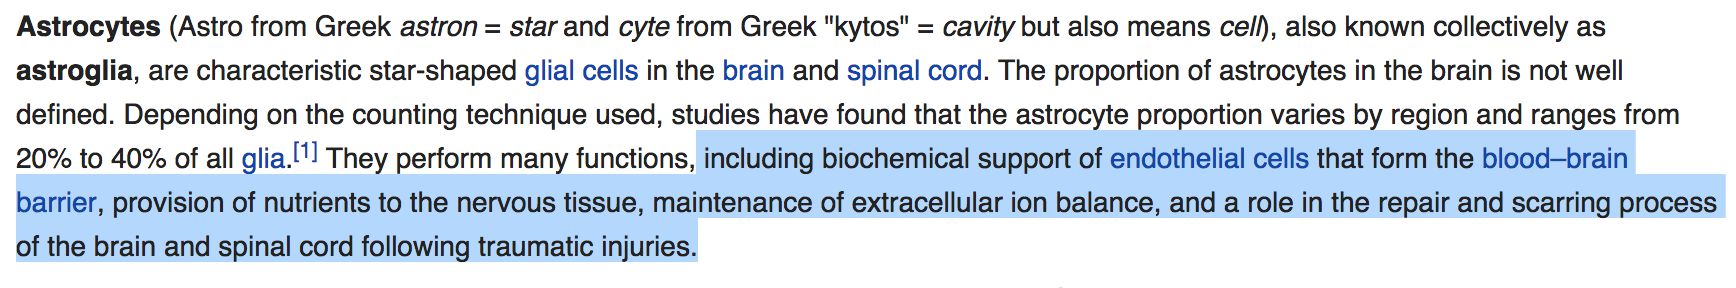 Astrocytes (Astro from Greek astron = star and cyte from Greek "kytos" = cavity but also means cell), also known collectively as
astroglia, are characteristic star-shaped glial cells in the brain and spinal cord. The proportion of astrocytes in the brain is not well
defined. Depending on the counting technique used, studies have found that the astrocyte proportion varies by region and ranges from
20% to 40% of all glia.[1] They perform many functions, including biochemical support of endothelial cells that form the blood–brain
barrier, provision of nutrients to the nervous tissue, maintenance of extracellular ion balance, and a role in the repair and scarring process
of the brain and spinal cord following traumatic injuries.